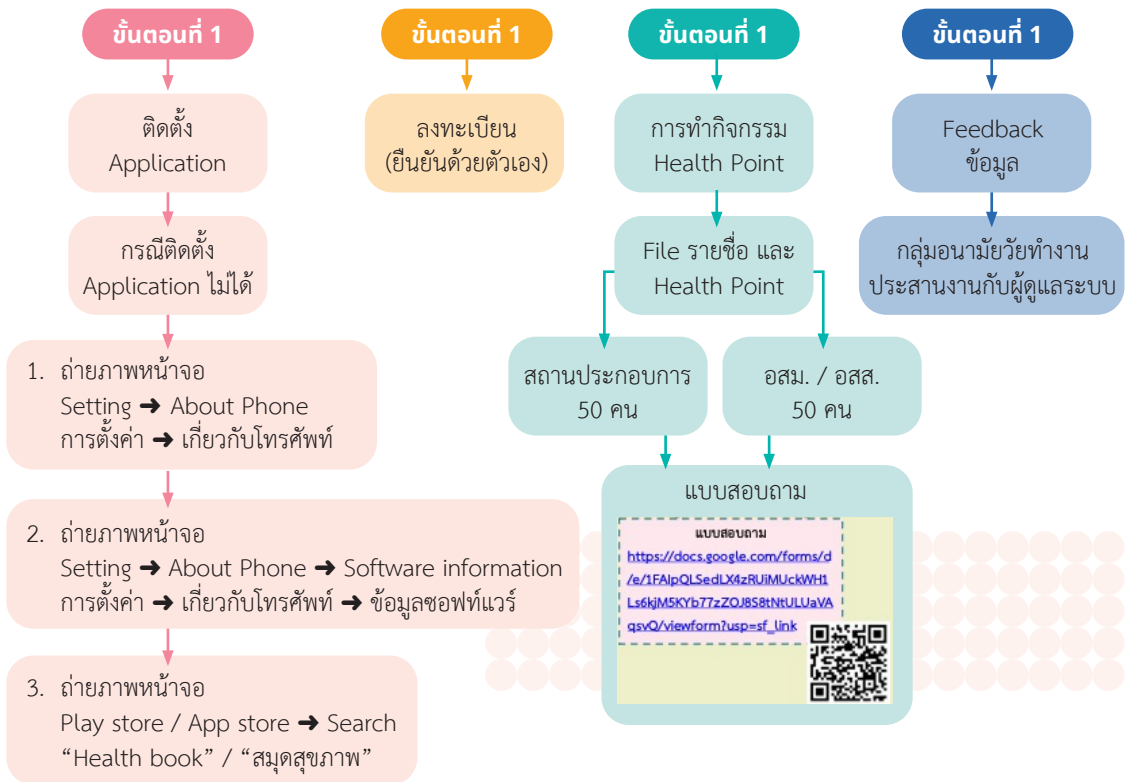 ขั้นตอนที่ 1
ติดตั้ง
Application
กรณีติดตั้ง
Application ไม่ได้
1. ถ่ายภาพหน้าจอ
Setting ➜ About Phone
การตั้งค่า ➜ เกี่ยวกับโทรศัพท์
2. ถ่ายภาพหน้าจอ
Setting ➜ About Phone ➜ Software information
การตั้งค่า ➜ เกี่ยวกับโทรศัพท์ ➜ ข้อมูลซอฟท์แวร์
3. ถ่ายภาพหน้าจอ
Play store / App store ➜ Search
“Health book” / “สมุดสุขภาพ”
ขั้นตอนที่ 1
ลงทะเบียน
(ยืนยันด้วยตัวเอง)
ขั้นตอนที่ 1
การทำกิจกรรม
Health Point
File รายชื่อ และ
Health Point
สถานประกอบการ
50 คน
อสม. / อสส.
50 คน
แบบสอบถาม
แบบสอบถาม
https://docs.google.com/forms/d
/e/1FAIpQLSedLX4zRUiMUckWH1
Ls6kjM5KYb77zZOJ8S8tNtULUaVA
qsvQ/viewform?usp=sf_link
ขั้นตอนที่ 1
Feedback
ข้อมูล
กลุ่มอนามัยวัยทำงาน
ประสานงานกับผู้ดูแลระบบ